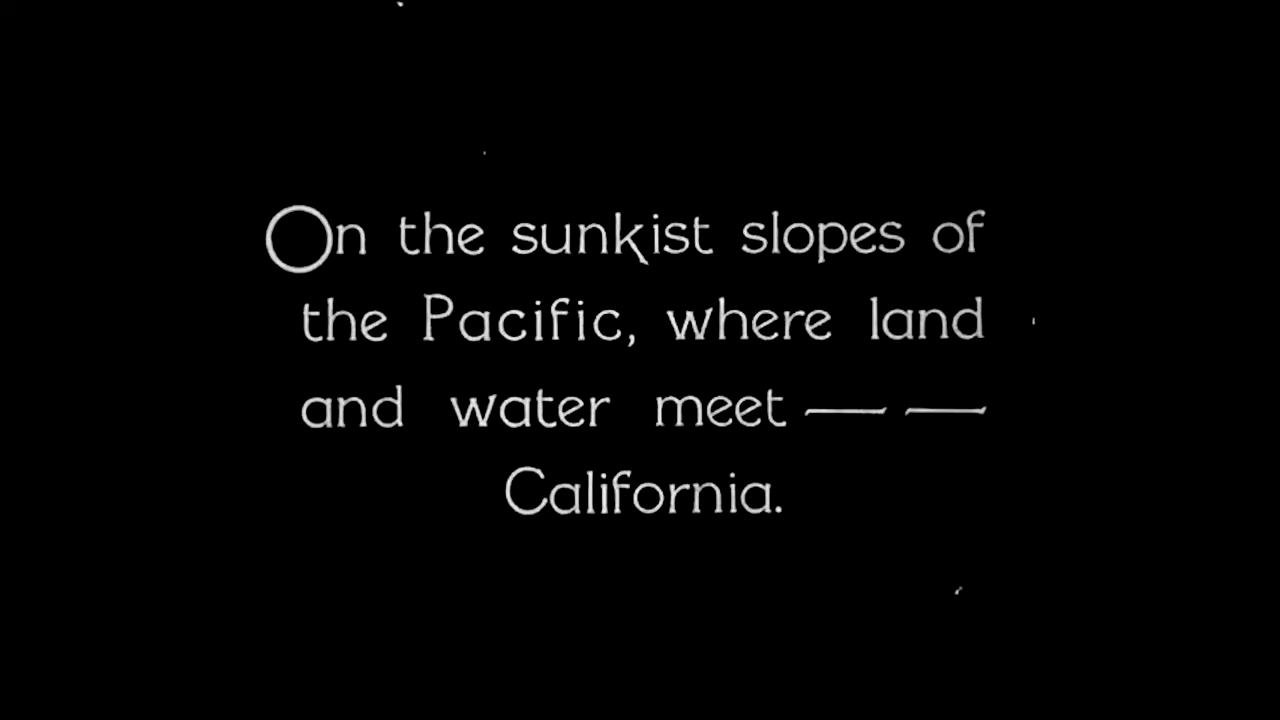 On the sunkist slopes of
the Pacific, where land
and water meet — —
California.